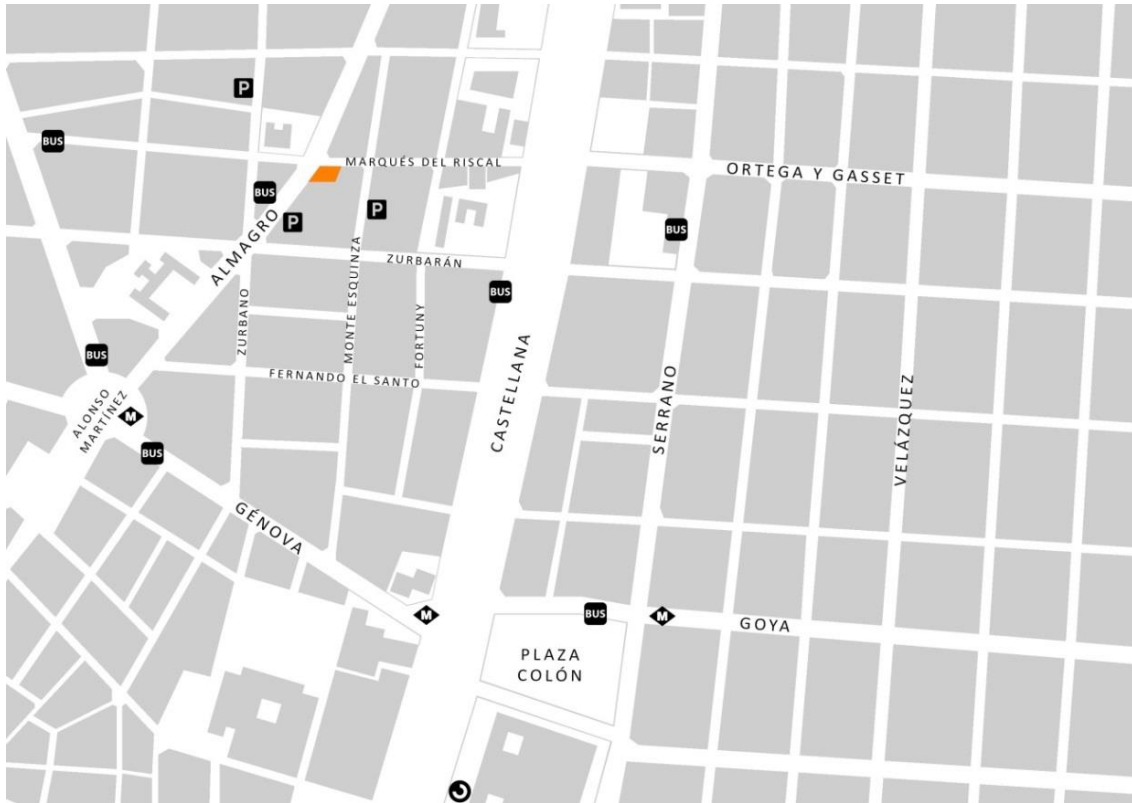 P
BUS
MARQUÉS DEL RISCAL
ORTEGA Y GASSET
BUS
P
P
BUS
ALMAGRO
ZURBARÁN
MONTE ESQUINZA
BUS
ZURBANO
FORTUNY
CASTELLANA
BUS
FERNANDO EL SANTO
SERRANO
VELÁZQUEZ
ALONSO
MARTÍNEZ
M
BUS
GÉNOVA
M
BUS
M
GOYA
PLAZA
COLÓN